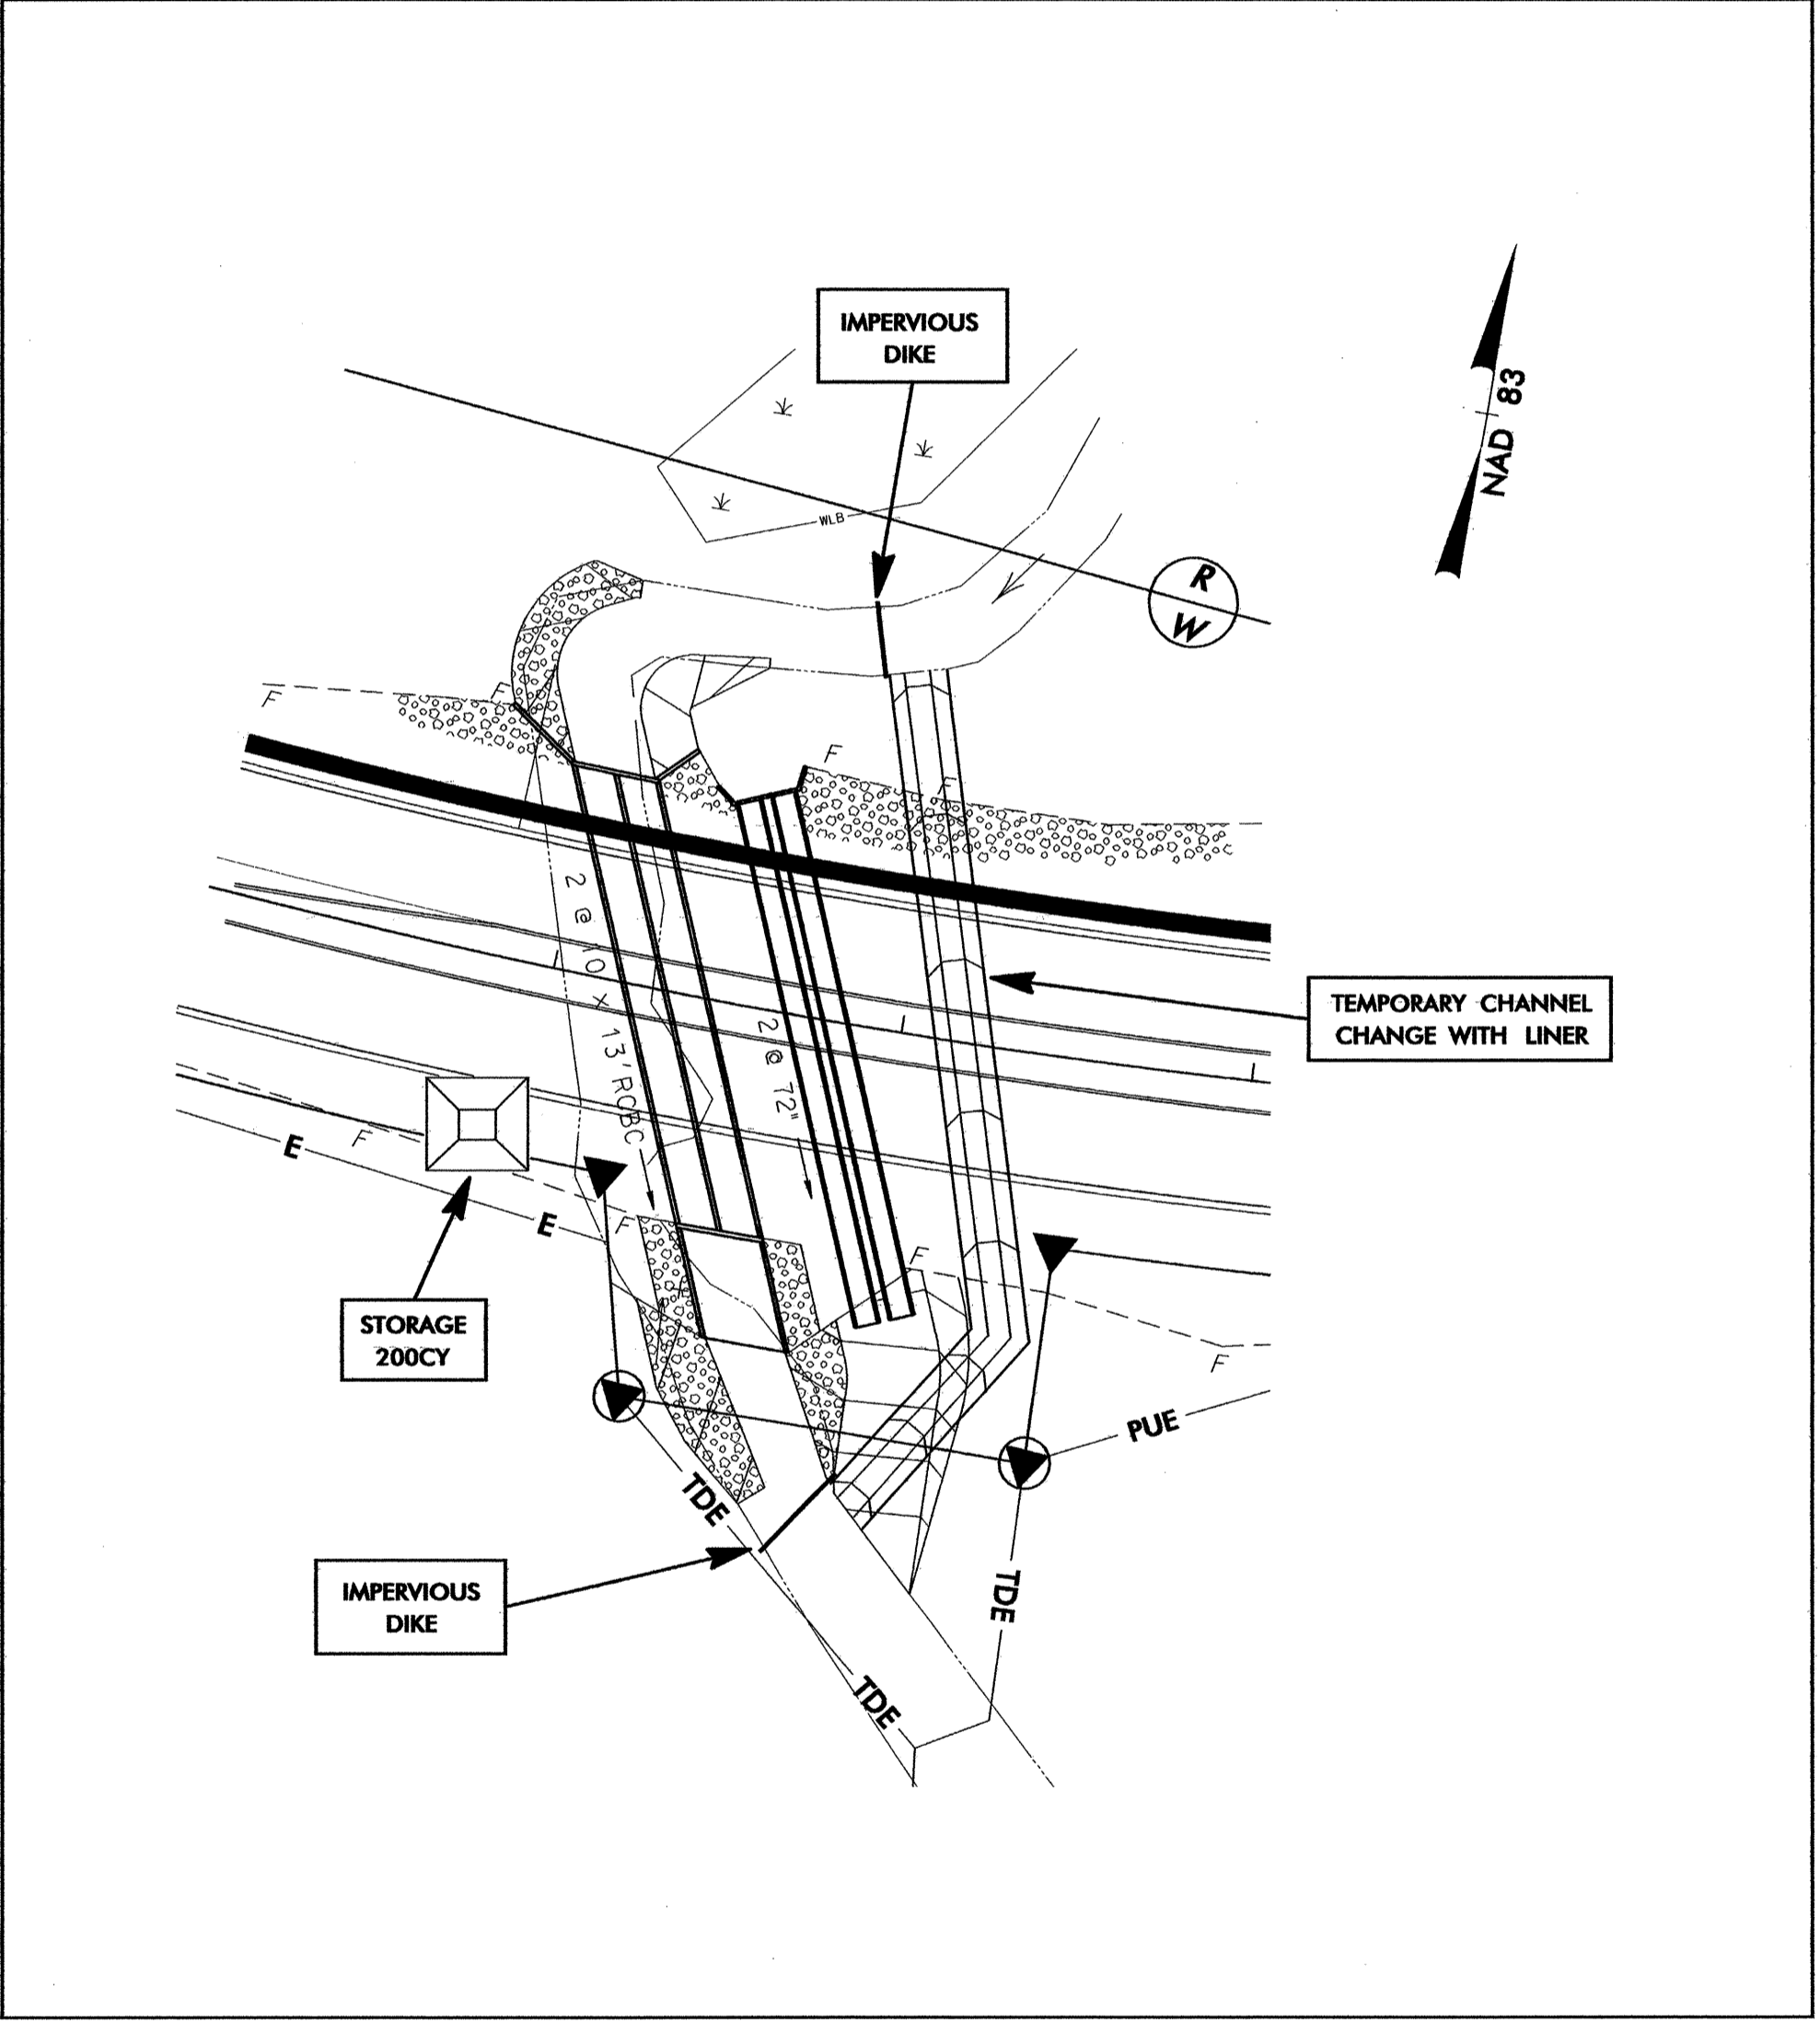 IMPERVIOUS
DIKE
NAD 83
WLB
R
W
F
F
F
F
2 @ 10 x 13' RCBC
2 @ 72"
TEMPORARY CHANNEL
CHANGE WITH LINER
F
E
E
F
F
STORAGE
200CY
F
PUE
TDE
IMPERVIOUS
DIKE
TDE
TDE